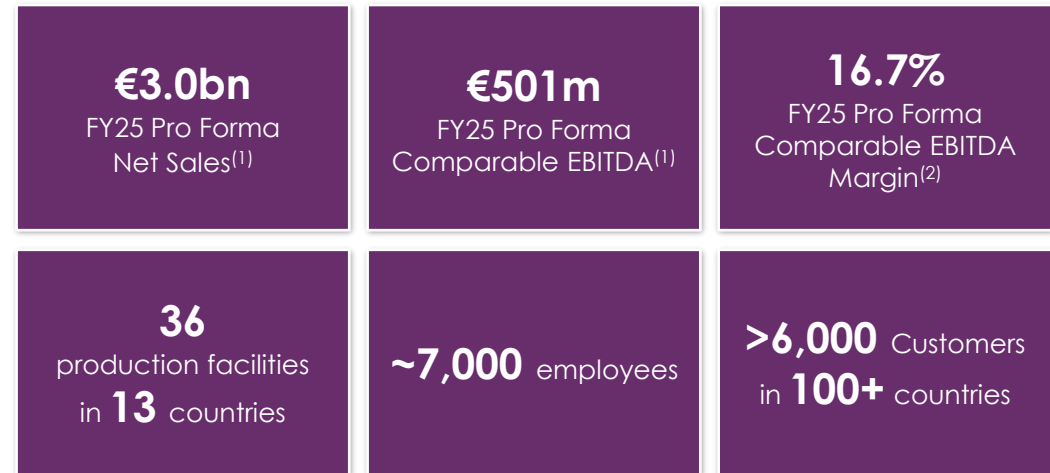 €3.0bn
FY25 Pro Forma
Net Sales(1)
€501m
FY25 Pro Forma
Comparable EBITDA(1)
16.7%
FY25 Pro Forma
Comparable EBITDA
Margin(2)
36
production facilities
in 13 countries
~7,000 employees
>6,000 Customers
in 100+ countries